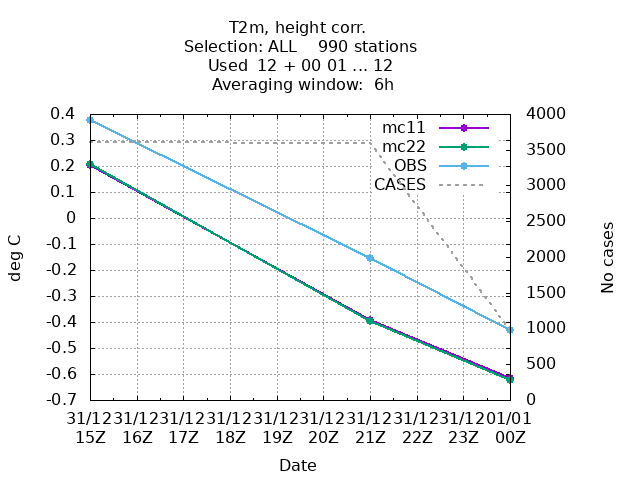 T2m, height corr.
Selection: ALL    990 stations
Used  12 + 00 01 ... 12
Averaging window:  6h
0.4
0.3
0.2
0.1
0
-0.1
-0.2
-0.3
-0.4
-0.5
-0.6
-0.7
deg C
mc11
mc22
OBS
CASES
4000
3500
3000
2500
2000
1500
1000
500
0
No cases
31/12 31/12 31/12 31/12 31/12 31/12 31/12 31/12 31/12 01/01
15Z 16Z 17Z 18Z 19Z 20Z 21Z 22Z 23Z 00Z
Date